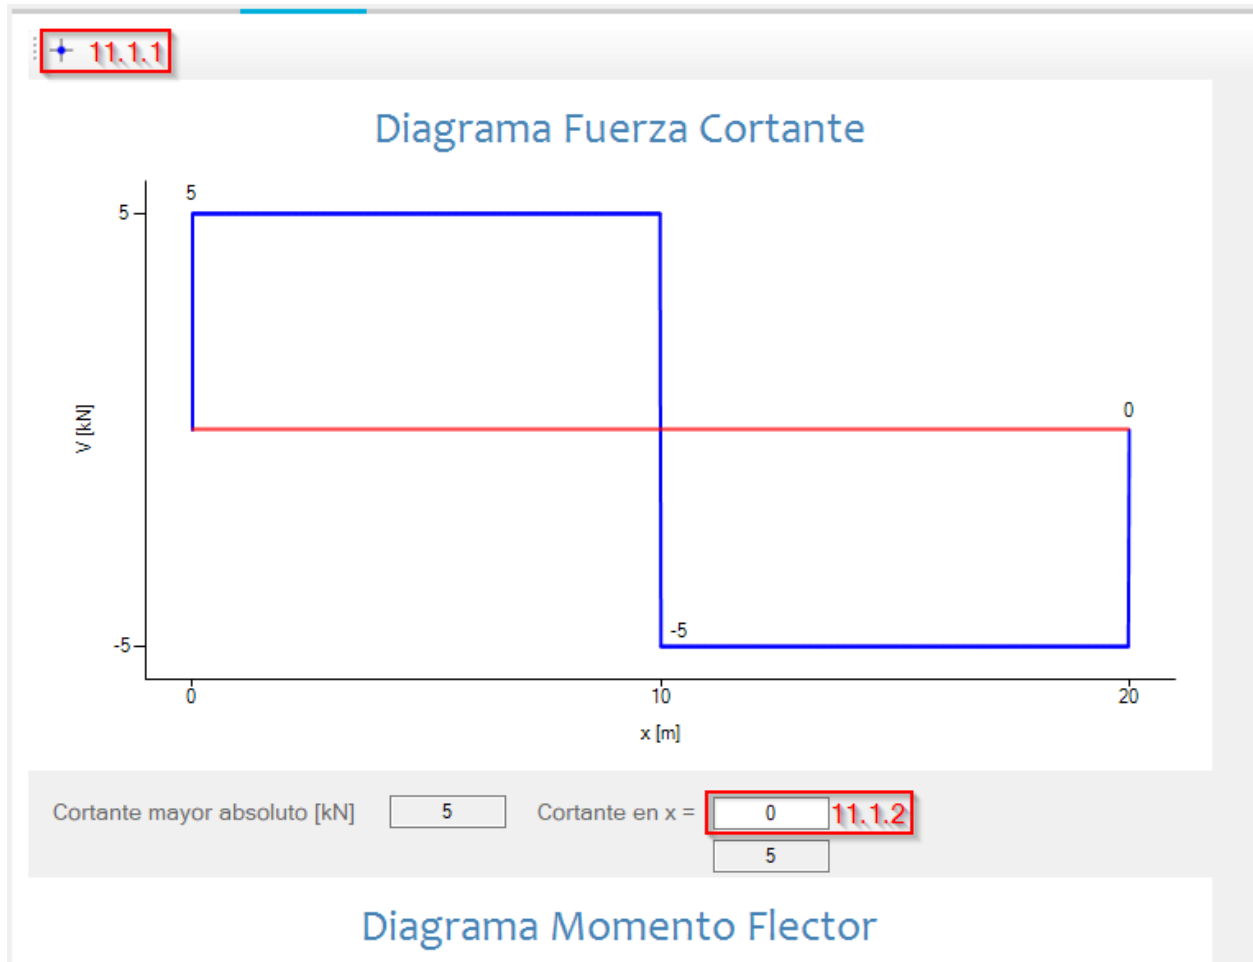 11.1.1
Diagrama Fuerza Cortante
5
5
V [kN]
0
-5
-5
0 10 20
x [m]
Cortante mayor absoluto [kN] 5 Cortante en x = 0 11.1.2
5
Diagrama Momento Flector